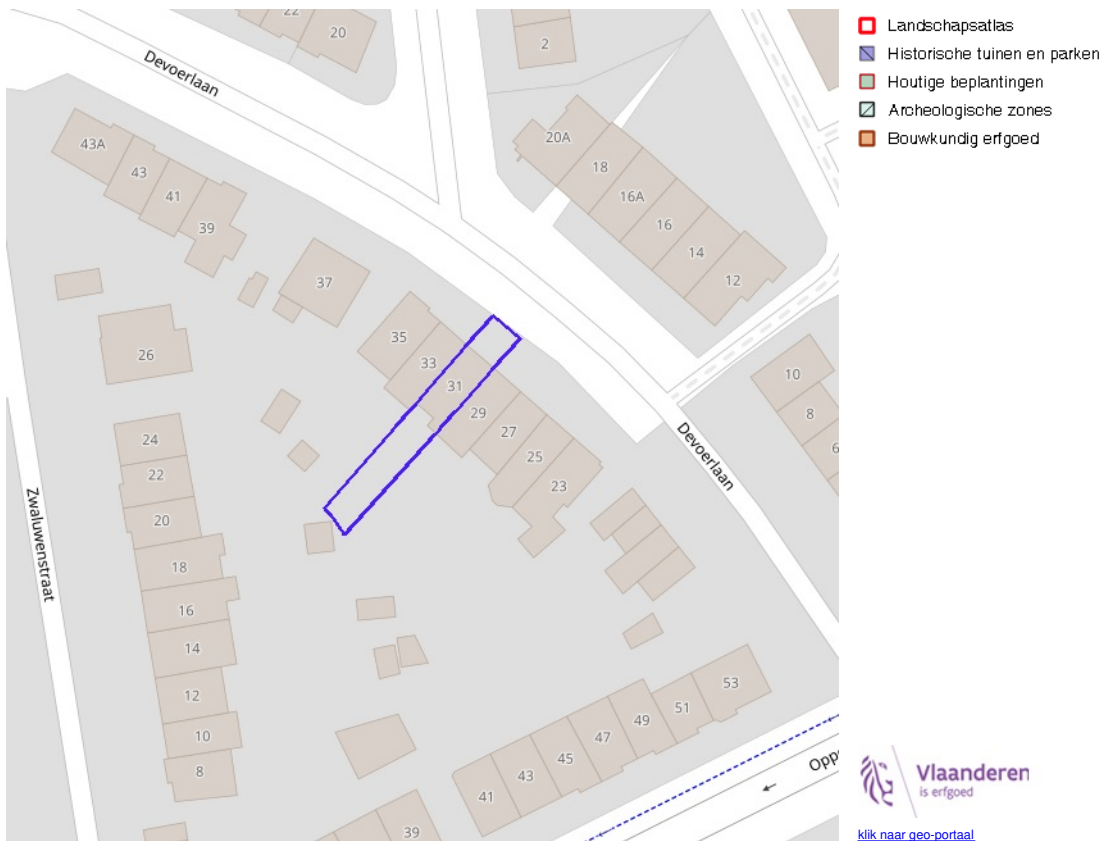 22
20
Devoerlaan
2
43A
43
41
39
37
35
33
31
29
27
25
23
20A
18
16A
16
14
12
10
8
6
Devoerlaan
26
24
22
20
18
16
14
12
10
8
Zwaluwenstraat
53
51
49
47
45
43
41
39
Landschapsatlas
Historische tuinen en parken
Houtige beplantingen
Archeologische zones
Bouwkundig erfgoed
Vlaanderen
is erfgoed
klik naar geo-portaal